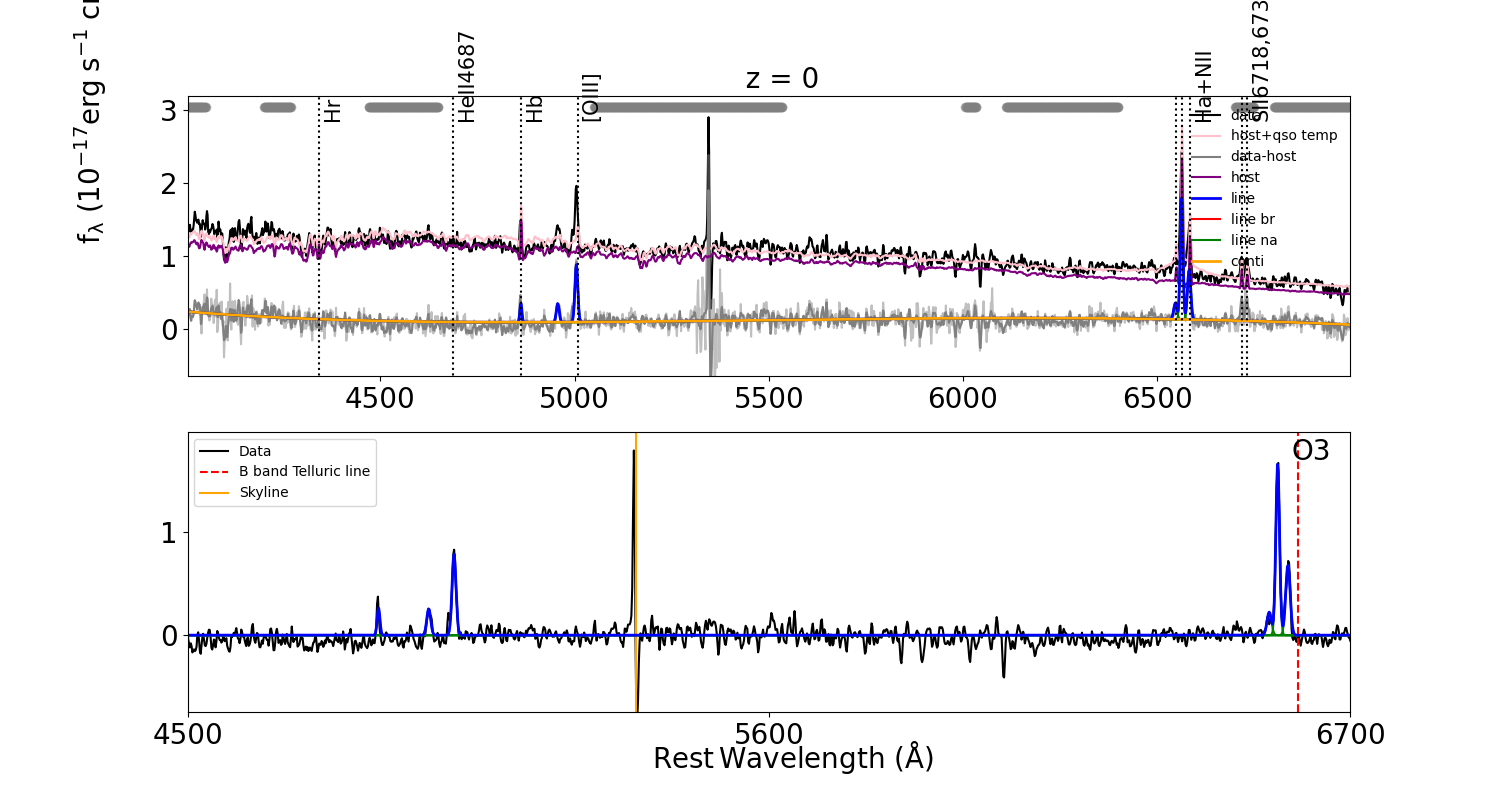 z = 0
f_λ (10^−17 erg s^−1 c
Hr
HeII4687
Hb
[OIII]
Ha+NII
SII6718,673
data
host+qso temp
data-host
host
line
line br
line na
conti
3
2
1
0
4500 5000 5500 6000 6500
Data
B band Telluric line
Skyline
O3
1
0
4500 5600 6700
Rest Wavelength (Å)